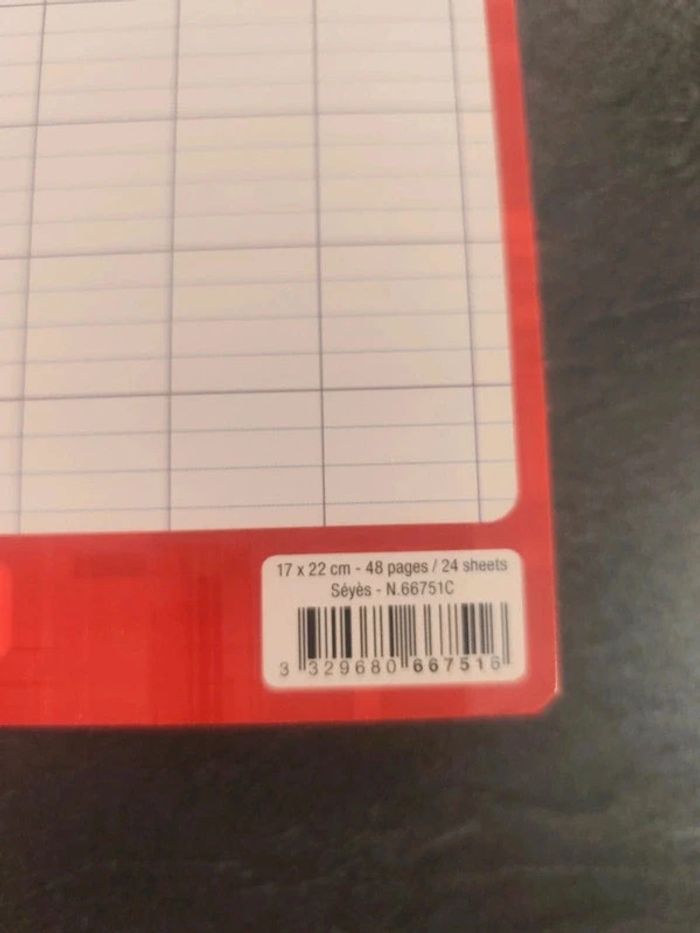 17 x 22 cm - 48 pages / 24 sheets
Séyès - N.66751C
3 329680 667516